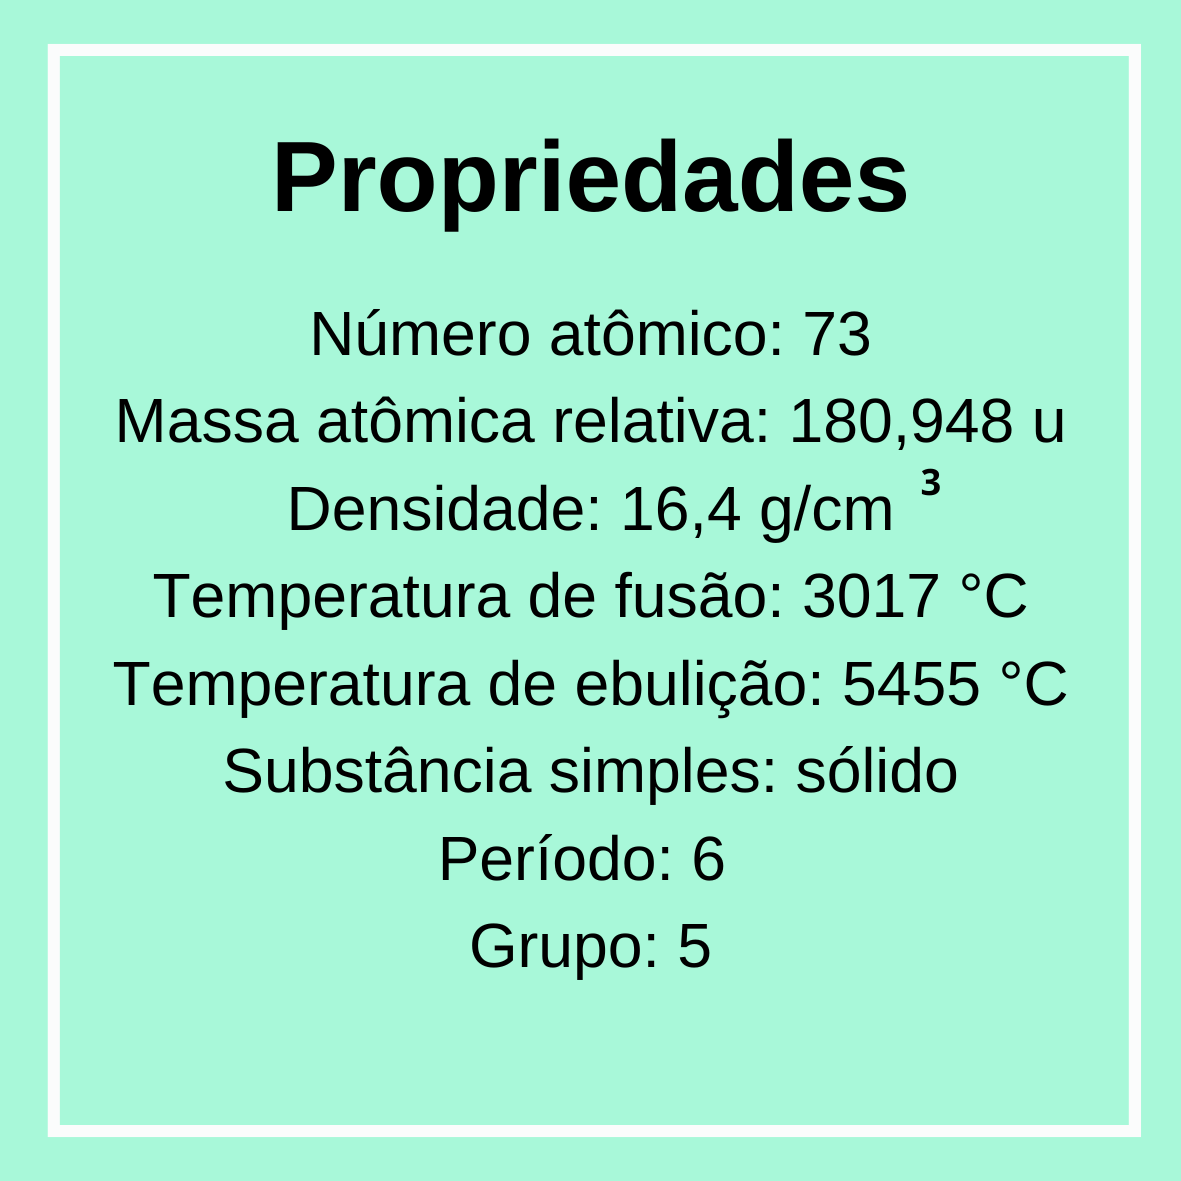 Propriedades
Número atômico: 73
Massa atômica relativa: 180,948 u
Densidade: 16,4 g/cm ³
Temperatura de fusão: 3017 °C
Temperatura de ebulição: 5455 °C
Substância simples: sólido
Período: 6
Grupo: 5